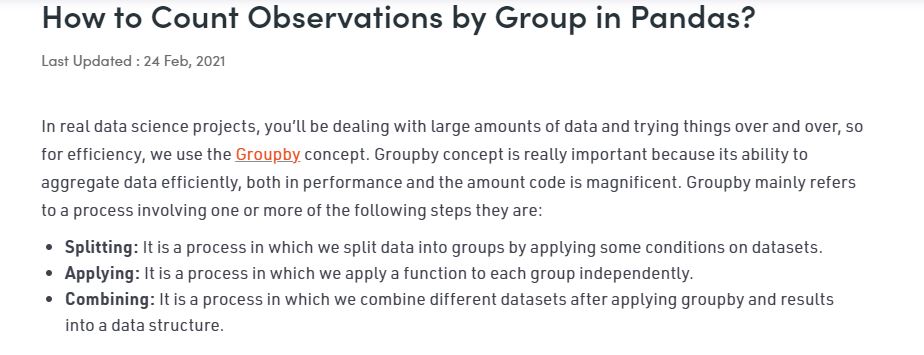 How to Count Observations by Group in Pandas?
Last Updated : 24 Feb, 2021
In real data science projects, you’ll be dealing with large amounts of data and trying things over and over, so
for efficiency, we use the Groupby concept. Groupby concept is really important because its ability to
aggregate data efficiently, both in performance and the amount code is magnificent. Groupby mainly refers
to a process involving one or more of the following steps they are:
• Splitting: It is a process in which we split data into groups by applying some conditions on datasets.
• Applying: It is a process in which we apply a function to each group independently.
• Combining: It is a process in which we combine different datasets after applying groupby and results
into a data structure.